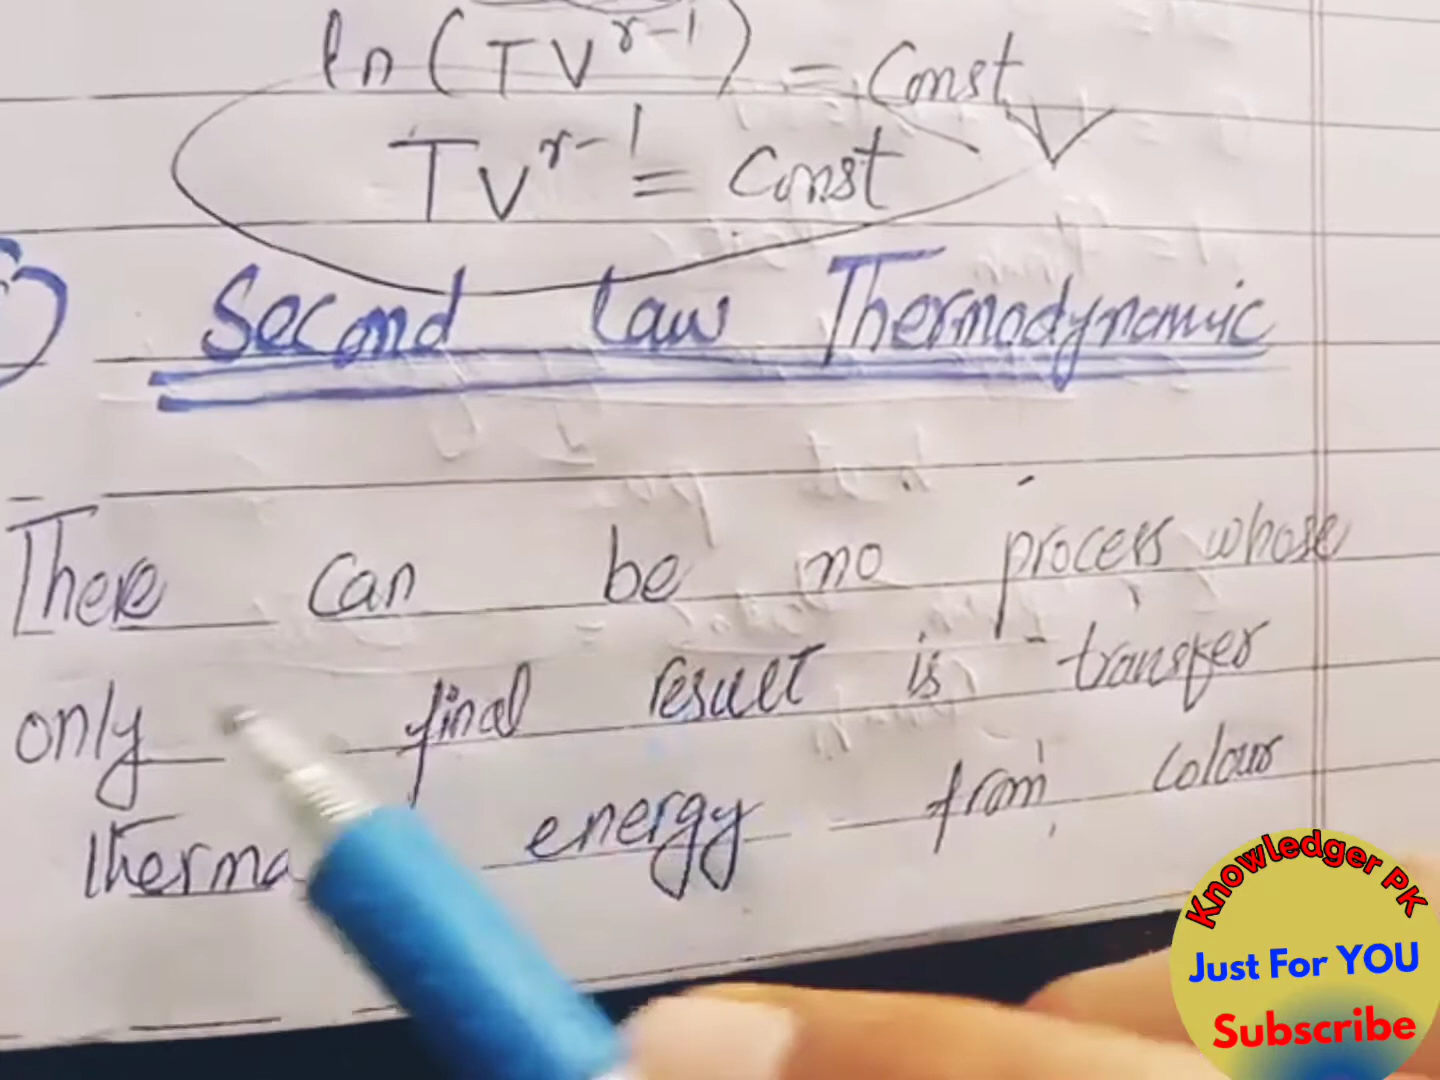 ln (TV^{r-1}) = Const
TV^{r-1} = Const
Second Law Thermodynamic
There can be no process whose
only final result is transfer
energy from colour
Knowledger PK
Just For YOU
Subscribe